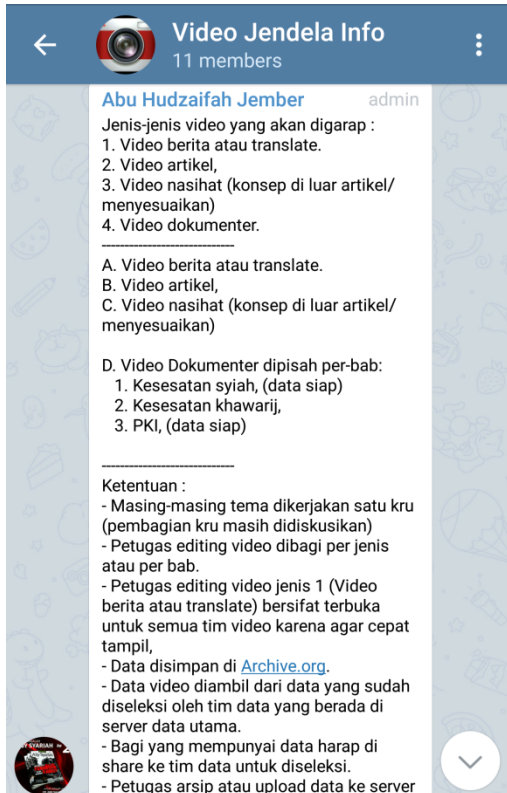 Video Jendela Info
11 members
Abu Hudzaifah Jember admin
Jenis-jenis video yang akan digarap :
1. Video berita atau translate.
2. Video artikel,
3. Video nasihat (konsep di luar artikel/
menyesuaikan)
4. Video dokumenter.
-----------------------------
A. Video berita atau translate.
B. Video artikel,
C. Video nasihat (konsep di luar artikel/
menyesuaikan)
D. Video Dokumenter dipisah per-bab:
1. Kesesatan syiah, (data siap)
2. Kesesatan khawarij,
3. PKI, (data siap)
-----------------------------
Ketentuan :
- Masing-masing tema dikerjakan satu kru
(pembagian kru masih didiskusikan)
- Petugas editing video dibagi per jenis
atau per bab.
- Petugas editing video jenis 1 (Video
berita atau translate) bersifat terbuka
untuk semua tim video karena agar cepat
tampil,
- Data disimpan di Archive.org.
- Data video diambil dari data yang sudah
diseleksi oleh tim data yang berada di
server data utama.
- Bagi yang mempunyai data harap di
share ke tim data untuk diseleksi.
- Petugas arsip atau upload data ke server